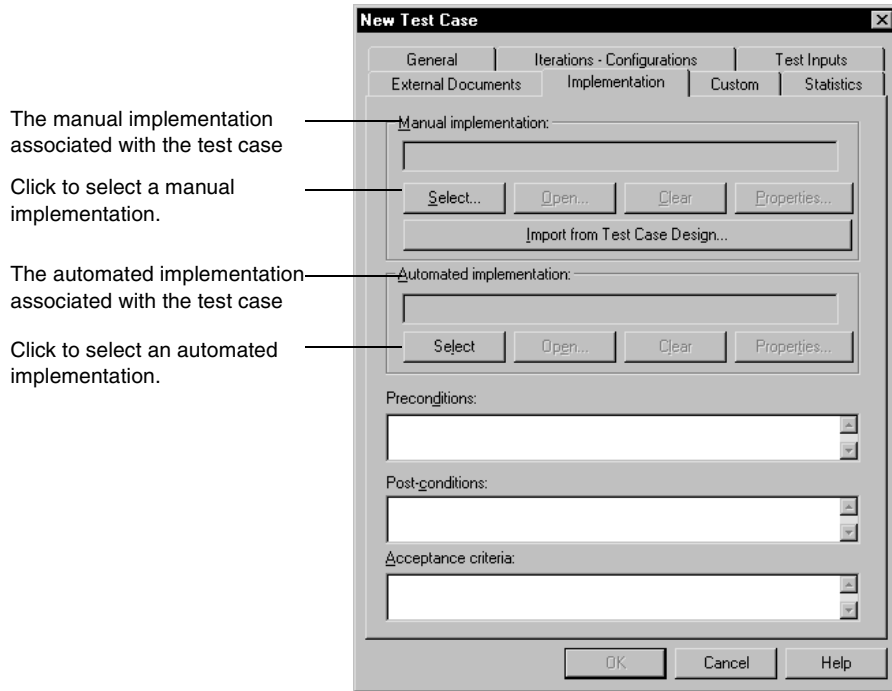 New Test Case
General
Iterations - Configurations
Test Inputs
External Documents
Implementation
Custom
Statistics
The manual implementation
associated with the test case
Manual implementation:
Click to select a manual
implementation.
Select...
Open...
Clear
Properties...
Import from Test Case Design...
The automated implementation
associated with the test case
Automated implementation:
Click to select an automated
implementation.
Select
Open...
Clear
Properties...
Preconditions:
Post-conditions:
Acceptance criteria:
OK
Cancel
Help